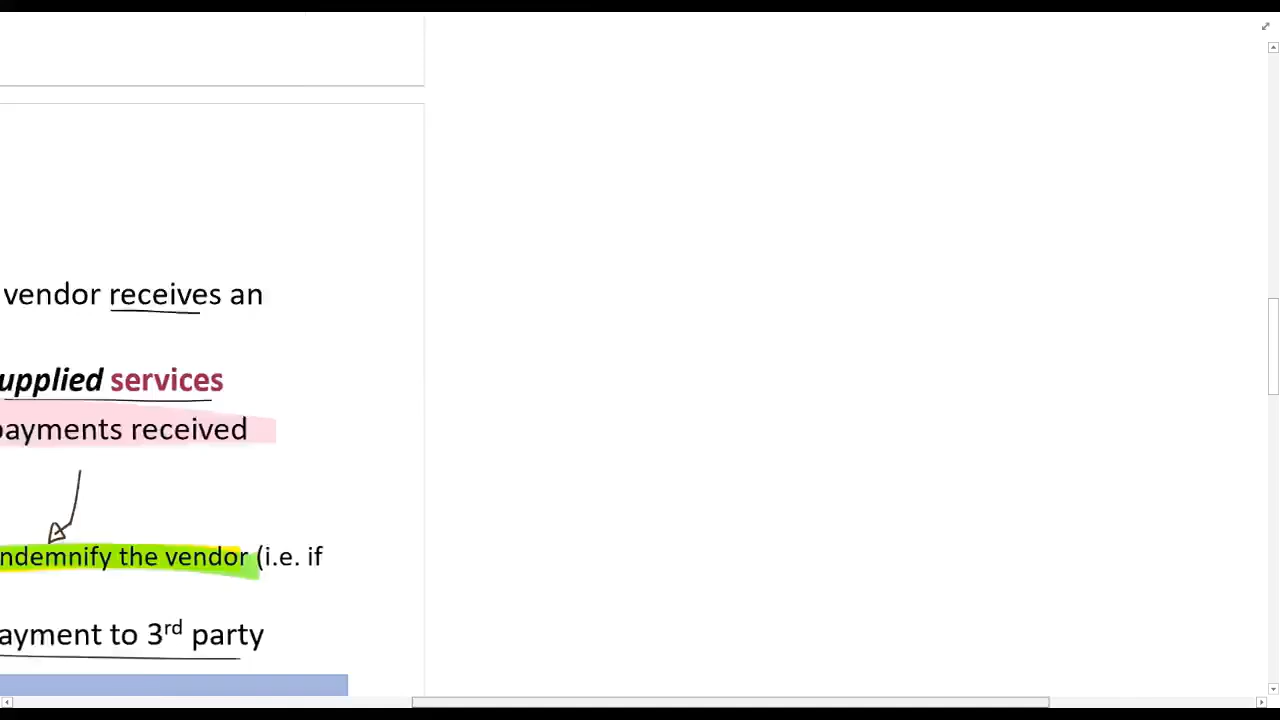 vendor receives an
upplied services
payments received
ndemnify the vendor (i.e. if
ayment to 3rd party